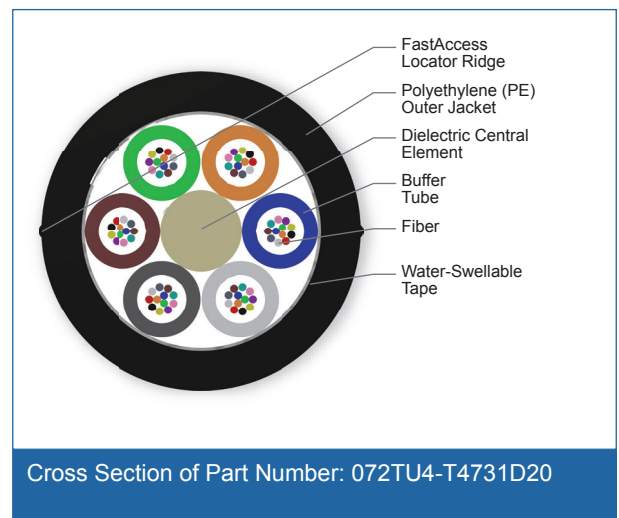 FastAccess
Locator Ridge
Polyethylene (PE)
Outer Jacket
Dielectric Central
Element
Buffer
Tube
Fiber
Water-Swellable
Tape
Cross Section of Part Number: 072TU4-T4731D20